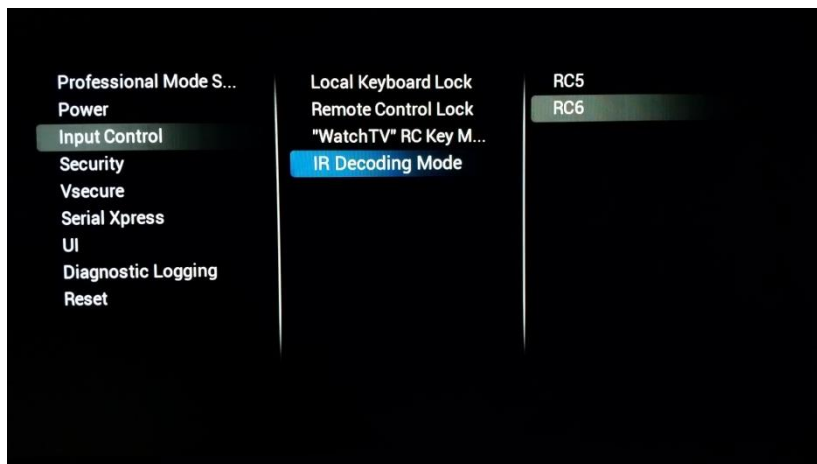 Professional Mode S...
Power
Input Control
Security
Vsecure
Serial Xpress
UI
Diagnostic Logging
Reset
Local Keyboard Lock
Remote Control Lock
"WatchTV" RC Key M...
IR Decoding Mode
RC5
RC6